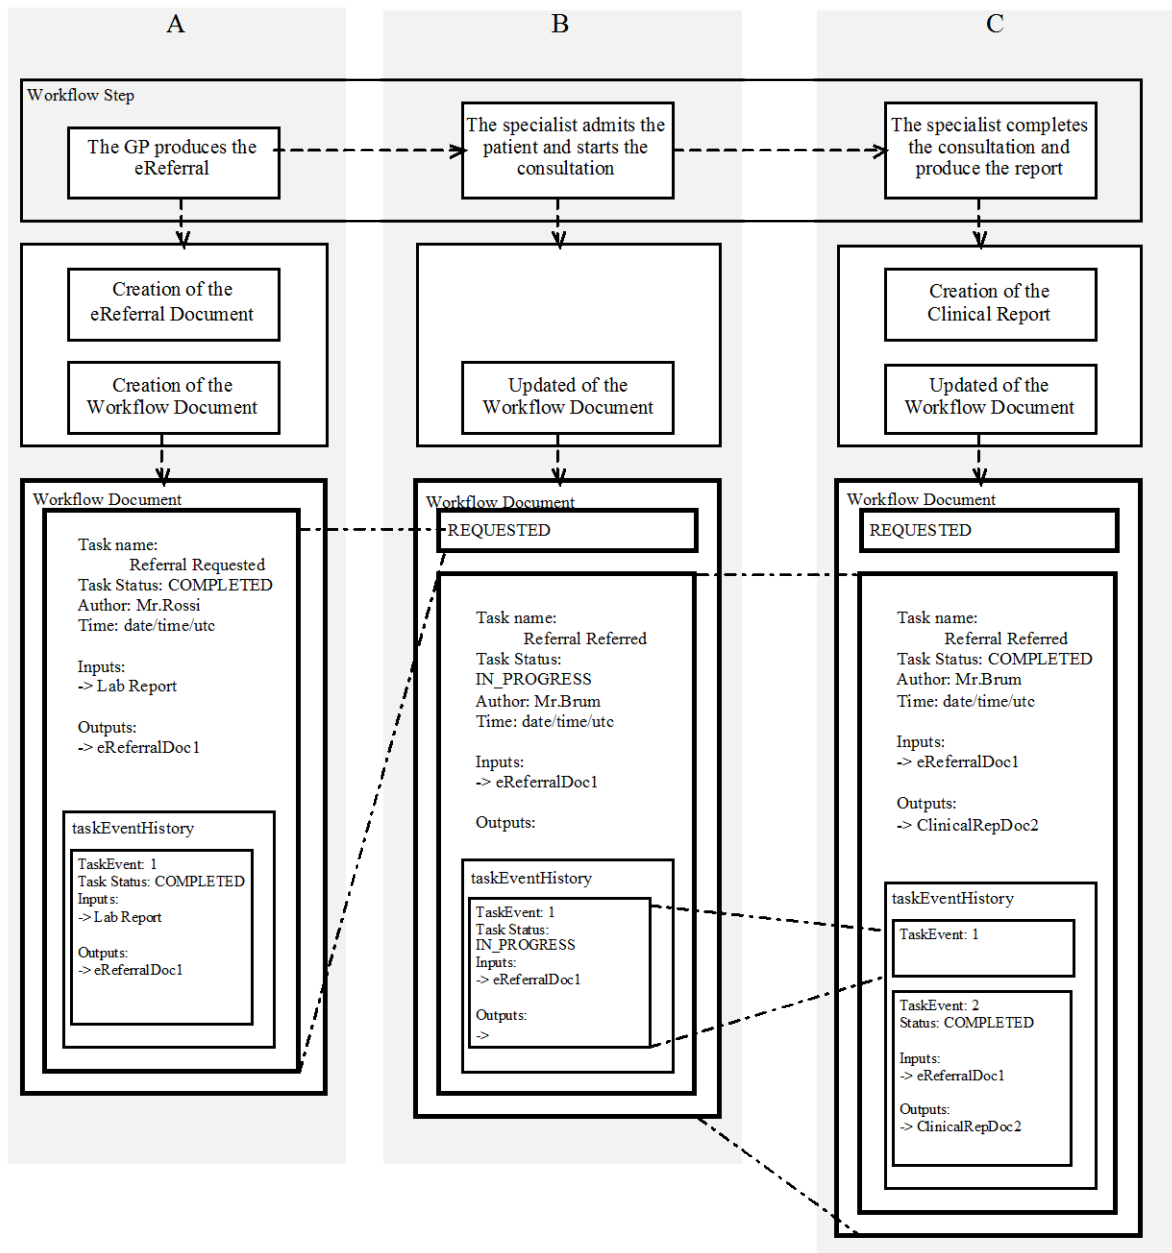 A
B
C
Workflow Step
The GP produces the
eReferral
The specialist admits the
patient and starts the
consultation
The specialist completes
the consultation and
produce the report
Creation of the
eReferral Document
Creation of the
Workflow Document
Updated of the
Workflow Document
Creation of the
Clinical Report
Updated of the
Workflow Document
Workflow Document
Task name:
Referral Requested
Task Status: COMPLETED
Author: Mr.Rossi
Time: date/time/utc
Inputs:
-> Lab Report
Outputs:
-> eReferralDoc1
taskEventHistory
TaskEvent: 1
Task Status: COMPLETED
Inputs:
-> Lab Report
Outputs:
-> eReferralDoc1
Workflow Document
REQUESTED
Task name:
Referral Referred
Task Status:
IN_PROGRESS
Author: Mr.Brum
Time: date/time/utc
Inputs:
-> eReferralDoc1
Outputs:
taskEventHistory
TaskEvent: 1
Task Status:
IN_PROGRESS
Inputs:
-> eReferralDoc1
Outputs:
->
Workflow Document
REQUESTED
Task name:
Referral Referred
Task Status: COMPLETED
Author: Mr.Brum
Time: date/time/utc
Inputs:
-> eReferralDoc1
Outputs:
-> ClinicalRepDoc2
taskEventHistory
TaskEvent: 1
TaskEvent: 2
Status: COMPLETED
Inputs:
-> eReferralDoc1
Outputs:
-> ClinicalRepDoc2